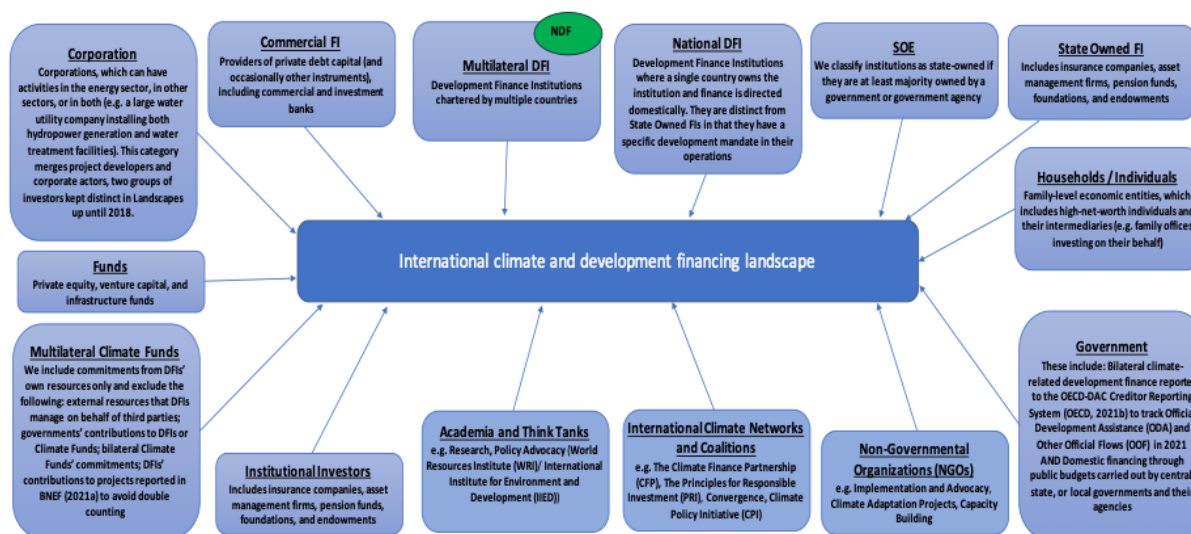 Corporation
Corporations, which can have
activities in the energy sector, in other
sectors, or in both (e.g. a large water
utility company installing both
hydropower generation and water
treatment facilities). This category
merges project developers and
corporate actors, two groups of
investors kept distinct in Landscapes
up until 2018.
Commercial FI
Providers of private debt capital (and
occasionally other instruments),
including commercial and investment
banks
NDF
Multilateral DFI
Development Finance Institutions
chartered by multiple countries
National DFI
Development Finance Institutions
where a single country owns the
institution and finance is directed
domestically. They are distinct from
State Owned FIs in that they have a
specific development mandate in their
operations
SOE
We classify institutions as state-owned if
they are at least majority owned by a
government or government agency
State Owned FI
Includes insurance companies, asset
management firms, pension funds,
foundations, and endowments
Households / Individuals
Family-level economic entities, which
includes high-net-worth individuals and
their intermediaries (e.g. family offices
investing on their behalf)
International climate and development financing landscape
Funds
Private equity, venture capital, and
infrastructure funds
Multilateral Climate Funds
We include commitments from DFIs'
own resources only and exclude the
following: external resources that DFIs
manage on behalf of third parties;
governments' contributions to DFIs or
Climate Funds; bilateral Climate
Funds' commitments; DFIs'
contributions to projects reported in
BNEF (2021a) to avoid double
counting
Institutional Investors
Includes insurance companies, asset
management firms, pension funds,
foundations, and endowments
Academia and Think Tanks
e.g. Research, Policy Advocacy (World
Resources Institute (WRI)/ International
Institute for Environment and
Development (IIED))
International Climate Networks
and Coalitions
e.g. The Climate Finance Partnership
(CFP), The Principles for Responsible
Investment (PRI), Convergence, Climate
Policy Initiative (CPI)
Non-Governmental
Organizations (NGOs)
e.g. Implementation and Advocacy,
Climate Adaptation Projects, Capacity
Building
Government
These include: Bilateral climate-
related development finance reported
to the OECD-DAC Creditor Reporting
System (OECD, 2021b) to track Official
Development Assistance (ODA) and
Other Official Flows (OOF) in 2021
AND Domestic financing through
public budgets carried out by central,
state, or local governments and their
agencies